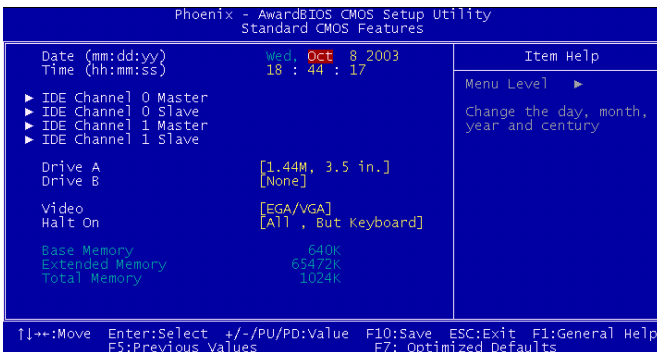 Phoenix - AwardBIOS CMOS Setup Utility
Standard CMOS Features
Date (mm:dd:yy) Wed, Oct 8 2003
Time (hh:mm:ss) 18 : 44 : 17
► IDE Channel 0 Master
► IDE Channel 0 Slave
► IDE Channel 1 Master
► IDE Channel 1 Slave
Drive A [1.44M, 3.5 in.]
Drive B [None]
Video [EGA/VGA]
Halt On [All , But Keyboard]
Base Memory 640K
Extended Memory 65472K
Total Memory 1024K
Item Help
Menu Level ►
Change the day, month,
year and century
↑↓→←:Move Enter:Select +/-/PU/PD:Value F10:Save ESC:Exit F1:General Help
F5:Previous Values F7: Optimized Defaults